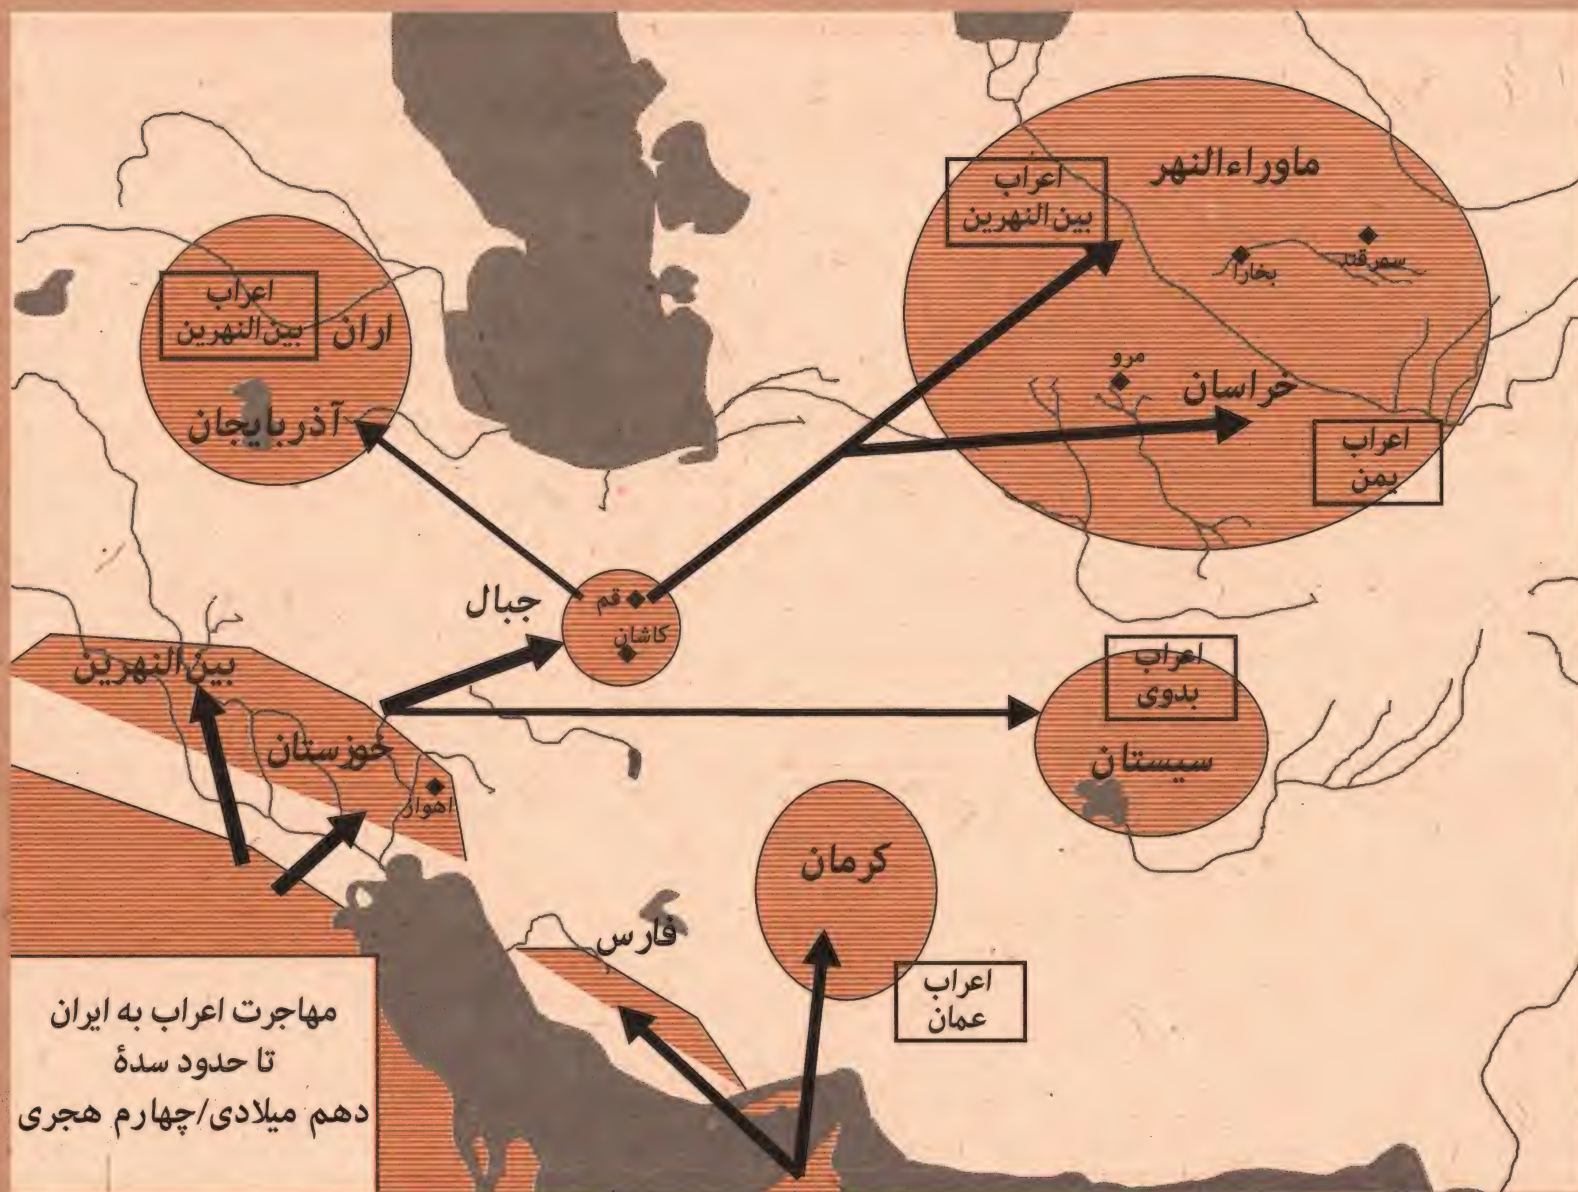 ماوراءالنهر
اعراب
بین‌النهرین
سمرقند
بخارا
مرو
خراسان
اعراب
یمن
اعراب
بین‌النهرین
اران
آذربایجان
جبال
قم
کاشان
بین‌النهرین
خوزستان
اهواز
اعراب
بدوی
سیستان
کرمان
اعراب
عمان
فارس
مهاجرت اعراب به ایران
تا حدود سدهٔ
دهم میلادی/چهارم هجری